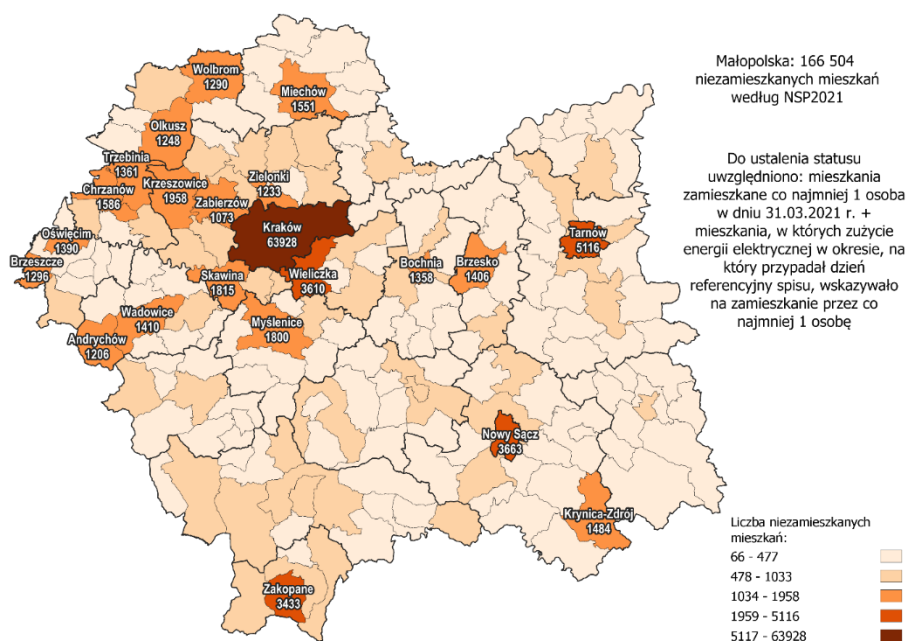 Małopolska: 166 504
niezamieszkanych mieszkań
według NSP2021
Do ustalenia statusu
uwzględniono: mieszkania
zamieszkane co najmniej 1 osoba
w dniu 31.03.2021 r. +
mieszkania, w których zużycie
energii elektrycznej w okresie, na
który przypadał dzień
referencyjny spisu, wskazywało
na zamieszkanie przez co
najmniej 1 osobę
Wolbrom
1290
Miechów
1551
Olkusz
1248
Trzebinia
1361
Chrzanów
1586
Krzeszowice
1958
Zabierzów
1073
Zielonki
1233
Kraków
63928
Oświęcim
1390
Brzeszcze
1296
Skawina
1815
Wieliczka
3610
Bochnia
1358
Brzesko
1406
Tarnów
5116
Wadowice
1410
Andrychów
1206
Myślenice
1800
Nowy Sącz
3663
Krynica-Zdrój
1484
Zakopane
3433
Liczba niezamieszkanych
mieszkań:
66 - 477
478 - 1033
1034 - 1958
1959 - 5116
5117 - 63928